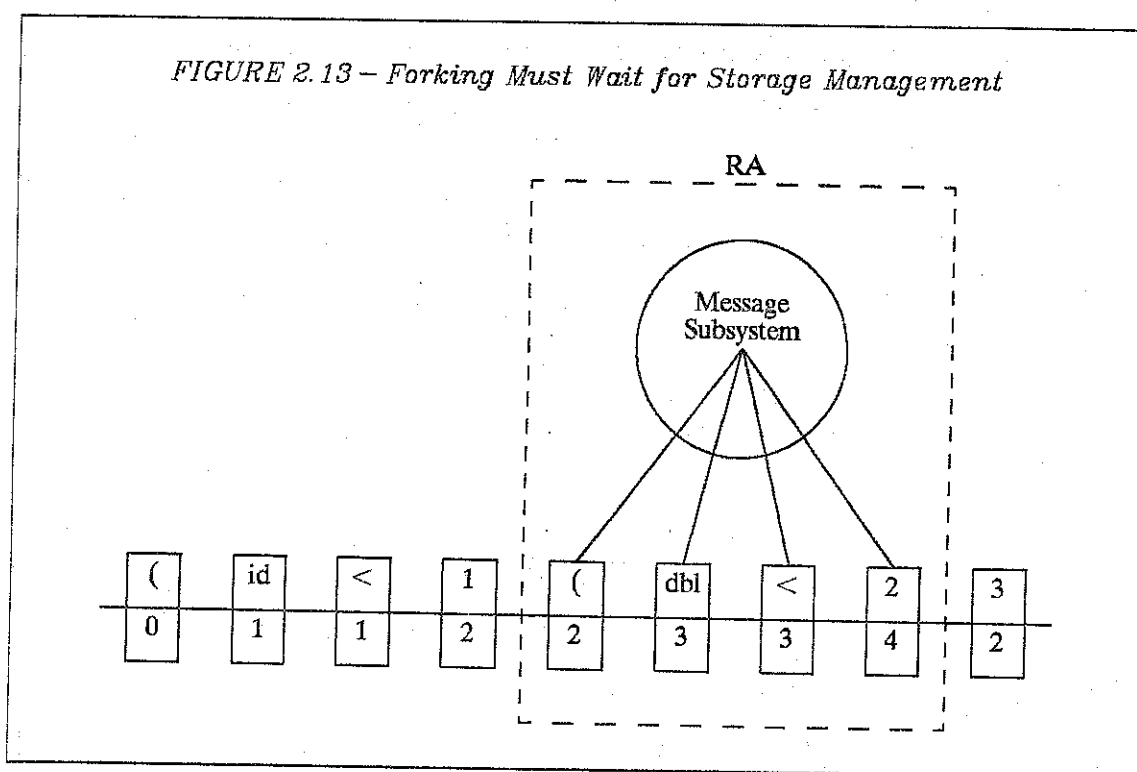 FIGURE 2.13 – Forking Must Wait for Storage Management
RA
Message
Subsystem
( id < 1 ( dbl < 2 3
0 1 1 2 2 3 3 4 2